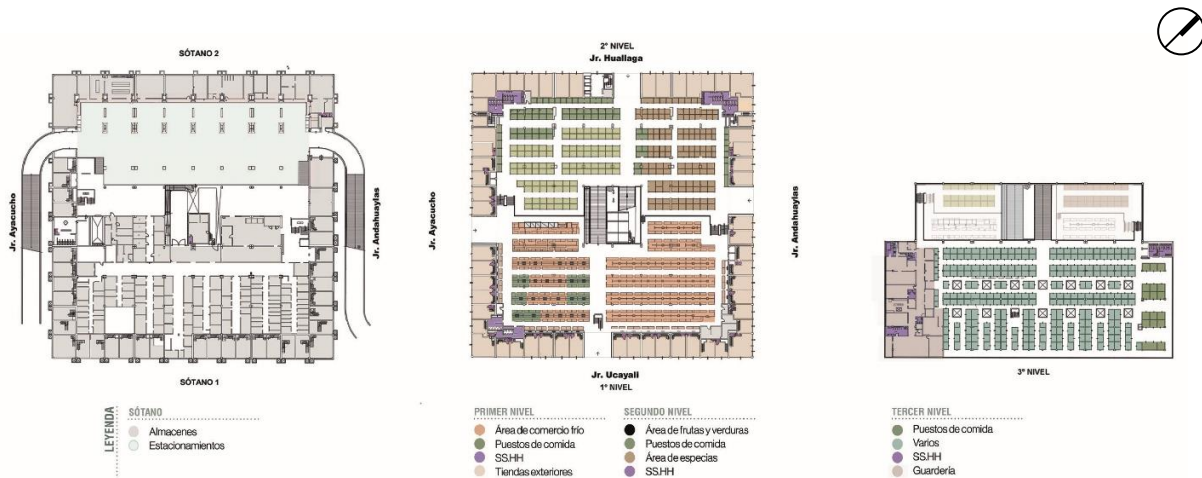 SÓTANO 2
Jr. Ayacucho
Jr. Andahuaylas
SÓTANO 1
2º NIVEL
Jr. Huallaga
Jr. Ayacucho
Jr. Andahuaylas
Jr. Ucayali
1º NIVEL
3º NIVEL
LEYENDA
SÓTANO
Almacenes
Estacionamientos
PRIMER NIVEL
Área de comercio frío
Puestos de comida
SS.HH
Tiendas exteriores
SEGUNDO NIVEL
Área de frutas y verduras
Puestos de comida
Área de especias
SS.HH
TERCER NIVEL
Puestos de comida
Varios
SS.HH
Guardería